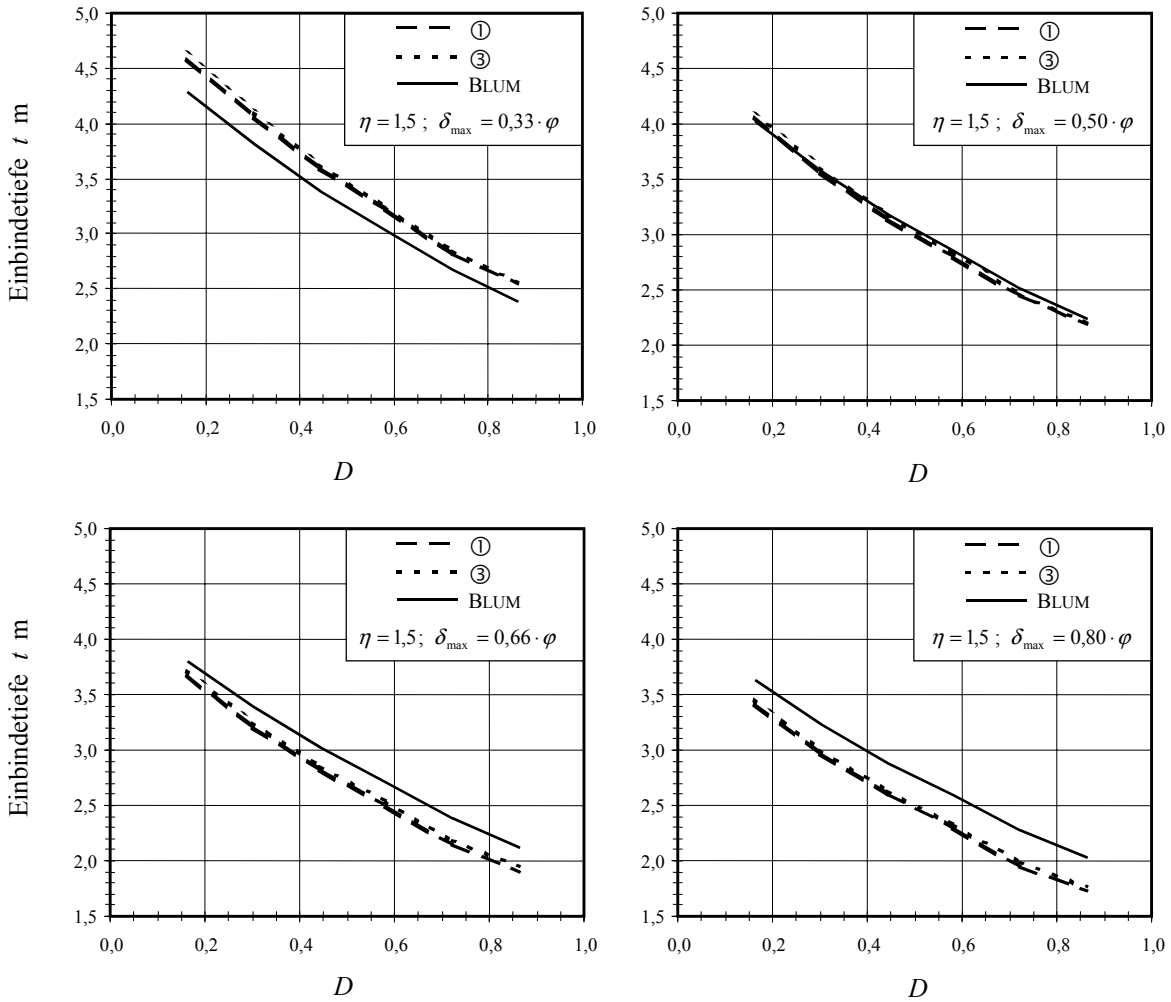 Einbindetiefe t m
5,0
4,5
4,0
3,5
3,0
2,5
2,0
1,5
①
③
BLUM
η = 1,5 ; δmax = 0,33 · φ
0,0 0,2 0,4 0,6 0,8 1,0
D
5,0
4,5
4,0
3,5
3,0
2,5
2,0
1,5
①
③
BLUM
η = 1,5 ; δmax = 0,50 · φ
0,0 0,2 0,4 0,6 0,8 1,0
D
Einbindetiefe t m
5,0
4,5
4,0
3,5
3,0
2,5
2,0
1,5
①
③
BLUM
η = 1,5 ; δmax = 0,66 · φ
0,0 0,2 0,4 0,6 0,8 1,0
D
5,0
4,5
4,0
3,5
3,0
2,5
2,0
1,5
①
③
BLUM
η = 1,5 ; δmax = 0,80 · φ
0,0 0,2 0,4 0,6 0,8 1,0
D